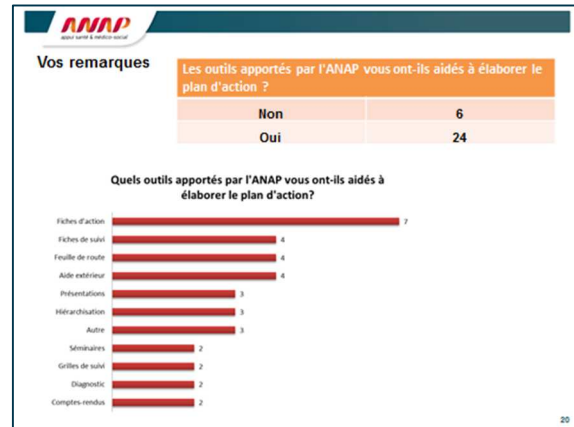 ANAP
appui santé & médico-social
Vos remarques
Les outils apportés par l'ANAP vous ont-ils aidés à élaborer le
plan d'action ?
Non 6
Oui 24
Quels outils apportés par l'ANAP vous ont-ils aidés à
élaborer le plan d'action?
Fiches d'action 7
Fiches de suivi 4
Feuille de route 4
Aide extérieur 4
Présentations 3
Hiérarchisation 3
Autre 3
Séminaires 2
Grilles de suivi 2
Diagnostic 2
Comptes-rendus 2
20